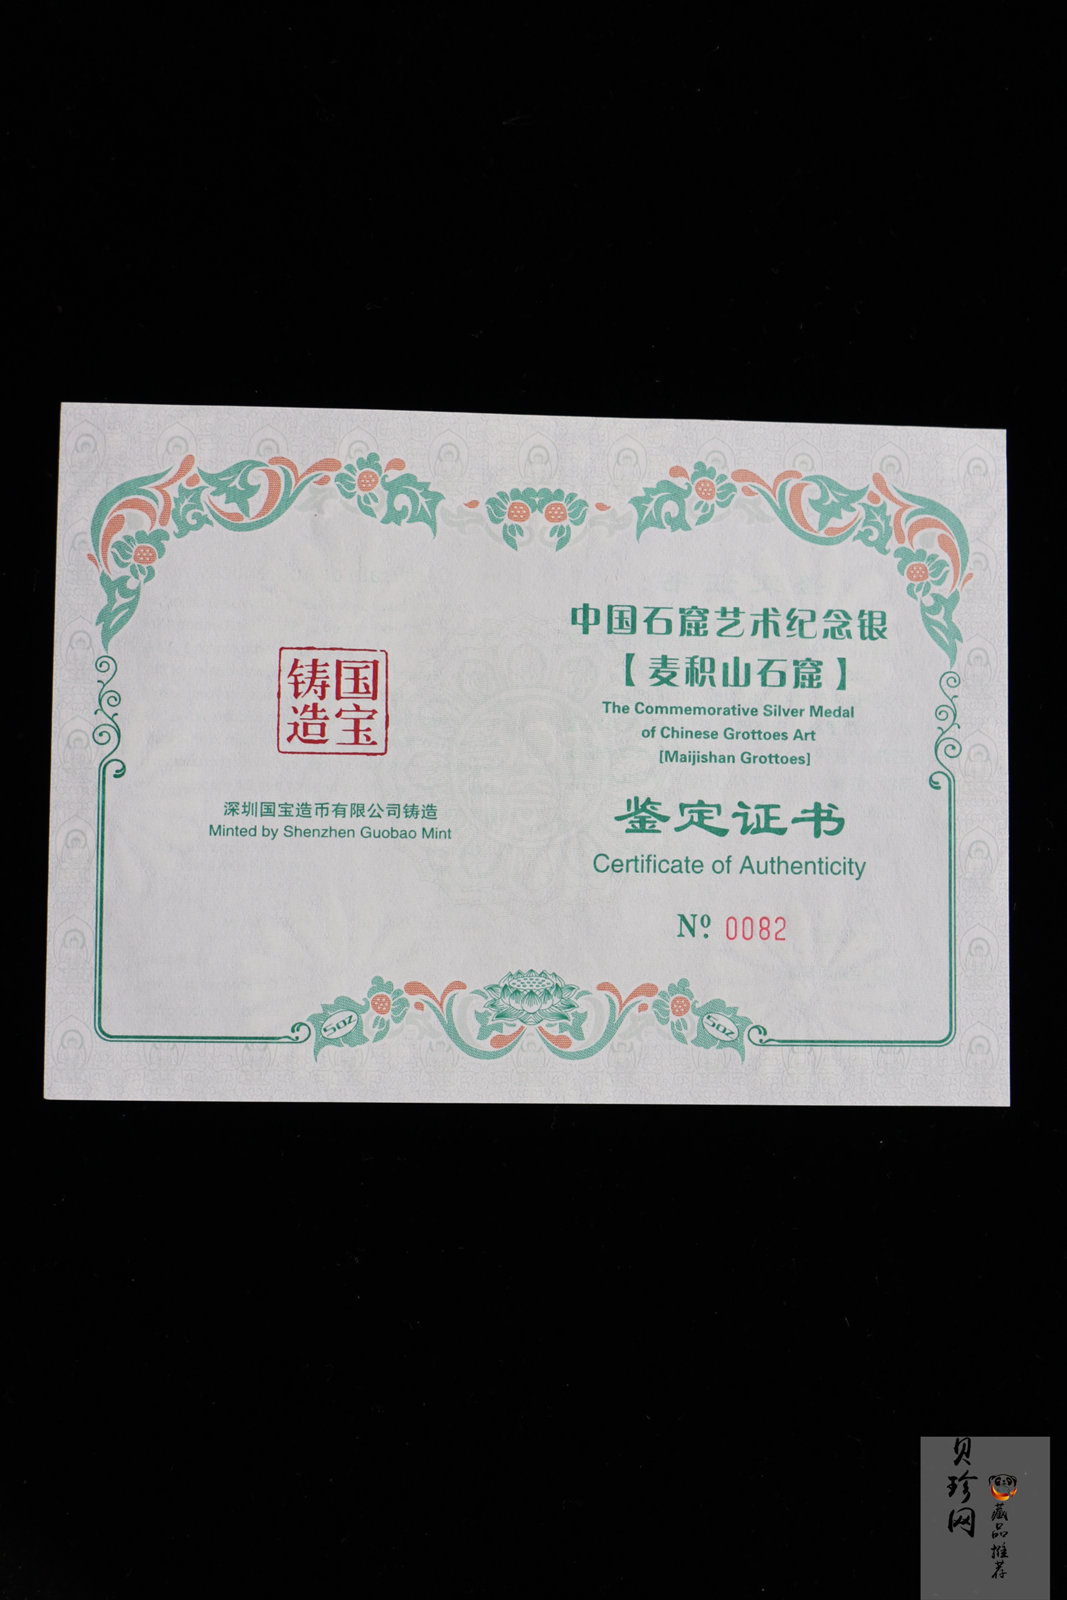 国宝
铸造
深圳国宝造币有限公司铸造
Minted by Shenzhen Guobao Mint
中国石窟艺术纪念银
【麦积山石窟】
The Commemorative Silver Medal
of Chinese Grottoes Art
[Maijishan Grottoes]
鉴定证书
Certificate of Authenticity
Nº 0082
5oz
5oz
贝珍网
藏品推荐